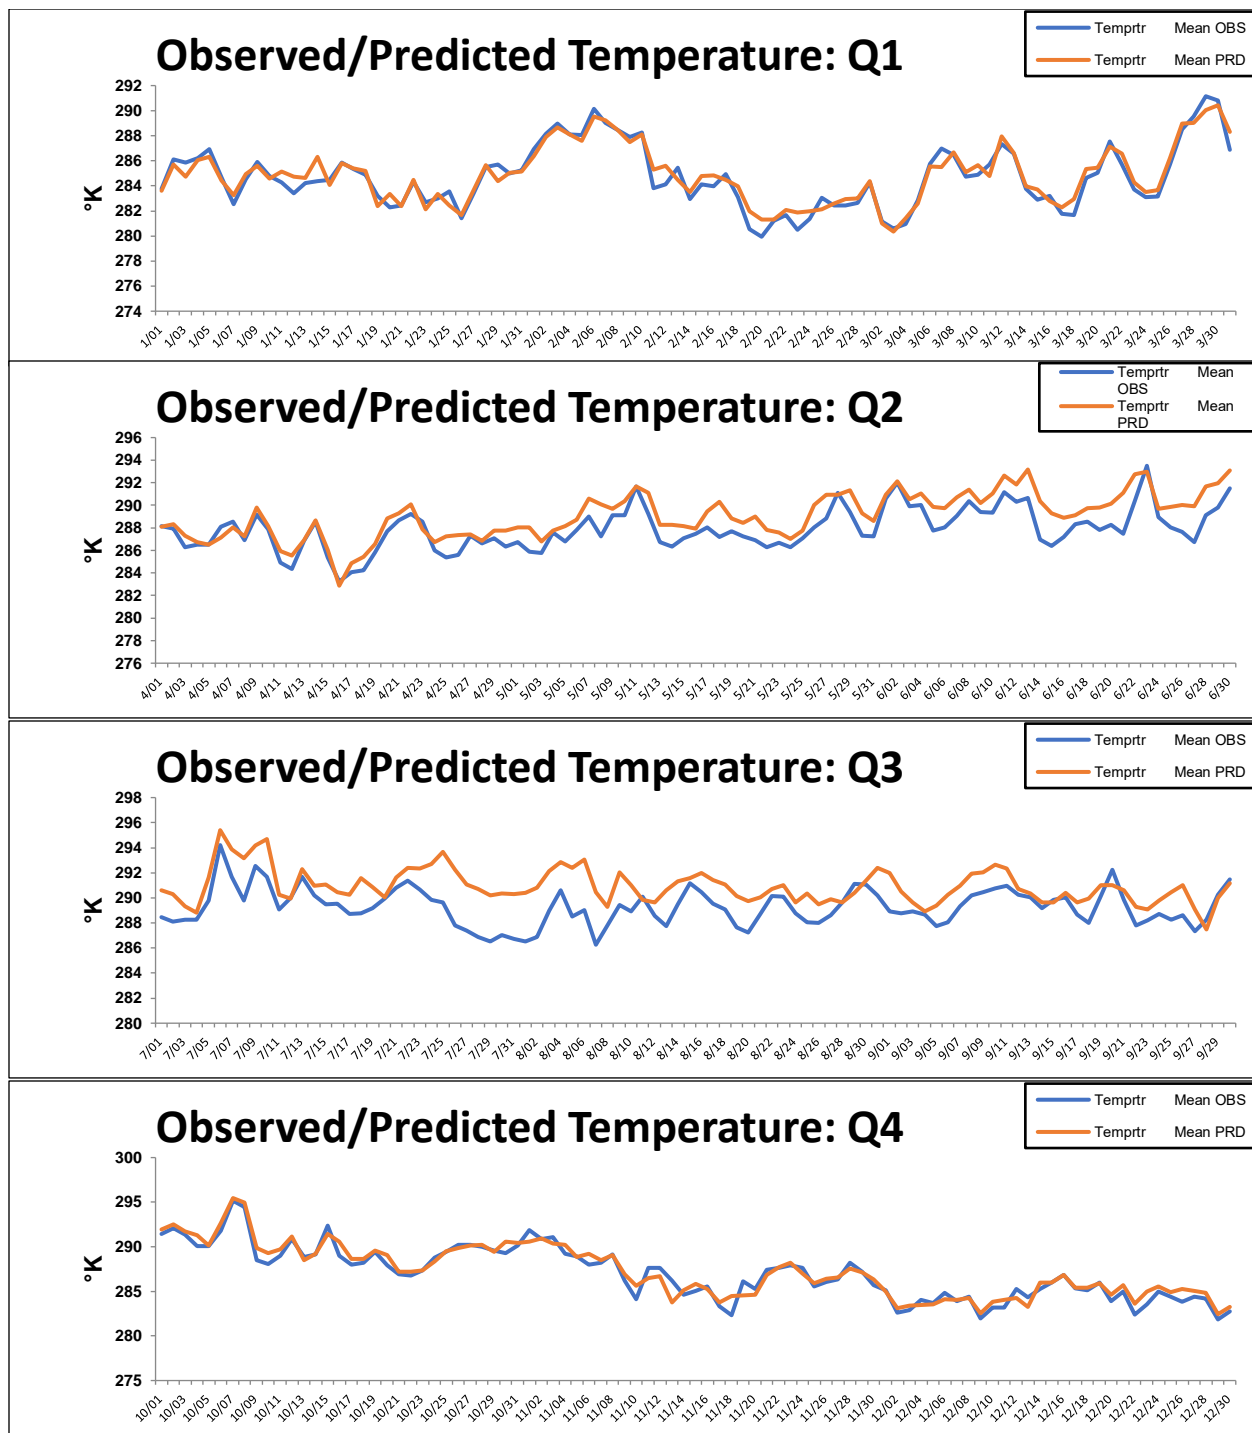 Observed/Predicted Temperature: Q1
Temprtr Mean OBS
Temprtr Mean PRD
°K
292
290
288
286
284
282
280
278
276
274
1/01 1/03 1/05 1/07 1/09 1/11 1/13 1/15 1/17 1/19 1/21 1/23 1/25 1/27 1/29 1/31 2/02 2/04 2/06 2/08 2/10 2/12 2/14 2/16 2/18 2/20 2/22 2/24 2/26 2/28 3/02 3/04 3/06 3/08 3/10 3/12 3/14 3/16 3/18 3/20 3/22 3/24 3/26 3/28 3/30
Observed/Predicted Temperature: Q2
Temprtr Mean
OBS
Temprtr Mean
PRD
°K
296
294
292
290
288
286
284
282
280
278
276
4/01 4/03 4/05 4/07 4/09 4/11 4/13 4/15 4/17 4/19 4/21 4/23 4/25 4/27 4/29 5/01 5/03 5/05 5/07 5/09 5/11 5/13 5/15 5/17 5/19 5/21 5/23 5/25 5/27 5/29 5/31 6/02 6/04 6/06 6/08 6/10 6/12 6/14 6/16 6/18 6/20 6/22 6/24 6/26 6/28 6/30
Observed/Predicted Temperature: Q3
Temprtr Mean OBS
Temprtr Mean PRD
°K
298
296
294
292
290
288
286
284
282
280
7/01 7/03 7/05 7/07 7/09 7/11 7/13 7/15 7/17 7/19 7/21 7/23 7/25 7/27 7/29 7/31 8/02 8/04 8/06 8/08 8/10 8/12 8/14 8/16 8/18 8/20 8/22 8/24 8/26 8/28 8/30 9/01 9/03 9/05 9/07 9/09 9/11 9/13 9/15 9/17 9/19 9/21 9/23 9/25 9/27 9/29
Observed/Predicted Temperature: Q4
Temprtr Mean OBS
Temprtr Mean PRD
°K
300
295
290
285
280
275
10/01 10/03 10/05 10/07 10/09 10/11 10/13 10/15 10/17 10/19 10/21 10/23 10/25 10/27 10/29 10/31 11/02 11/04 11/06 11/08 11/10 11/12 11/14 11/16 11/18 11/20 11/22 11/24 11/26 11/28 11/30 12/02 12/04 12/06 12/08 12/10 12/12 12/14 12/16 12/18 12/20 12/22 12/24 12/26 12/28 12/30